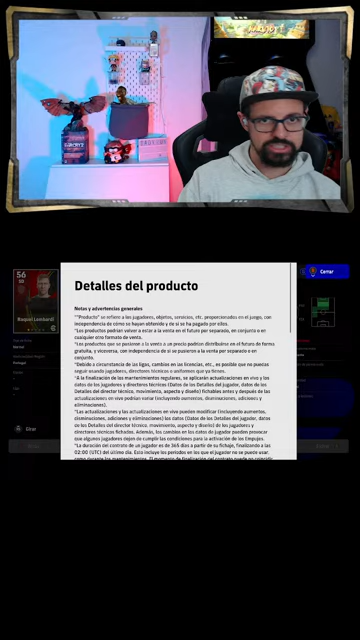 FARCRY
56
Raquel Lombardi
Cerrar
Detalles del producto
Notas y advertencias generales
*"Producto" se refiere a los jugadores, objetos, servicios, etc. proporcionados en el juego, con
independencia de cómo se hayan obtenido y de si se ha pagado por ellos.
*Los productos podrían volver a estar a la venta en el futuro por separado, en conjunto o en
cualquier otro formato de venta.
*Los productos que se pusieron a la venta a un precio podrían distribuirse en el futuro de forma
gratuita, y viceversa, con independencia de si se pusieron a la venta por separado o en
conjunto.
*Debido a circunstancias de las ligas, cambios en las licencias, etc., es posible que no puedas
seguir usando jugadores, directores técnicos o uniformes que ya tienes.
*A la finalización de los mantenimientos regulares, se aplicarán actualizaciones en vivo y los
datos de los jugadores y directores técnicos (Datos de los Detalles del jugador, datos de
los Detalles del director técnico, movimiento, aspecto y diseño) fichables antes y después de las
actualizaciones en vivo podrían variar (incluyendo aumentos, disminuciones, adiciones y
eliminaciones).
*Las actualizaciones y las actualizaciones en vivo pueden modificar (incluyendo aumentos,
disminuciones, adiciones y eliminaciones) los datos (Datos de los Detalles del jugador, datos
de los Detalles del director técnico, movimiento, aspecto y diseño) de los jugadores y
directores técnicos fichados. Además, los cambios en los datos de jugador pueden provocar
que algunos jugadores dejen de cumplir las condiciones para la activación de los Empujes.
*La duración del contrato de un jugador es de 365 días a partir de su fichaje, finalizando a las
02:00 (UTC) del último día. Esto incluye periodos en los que el jugador no se puede usar,
Girar